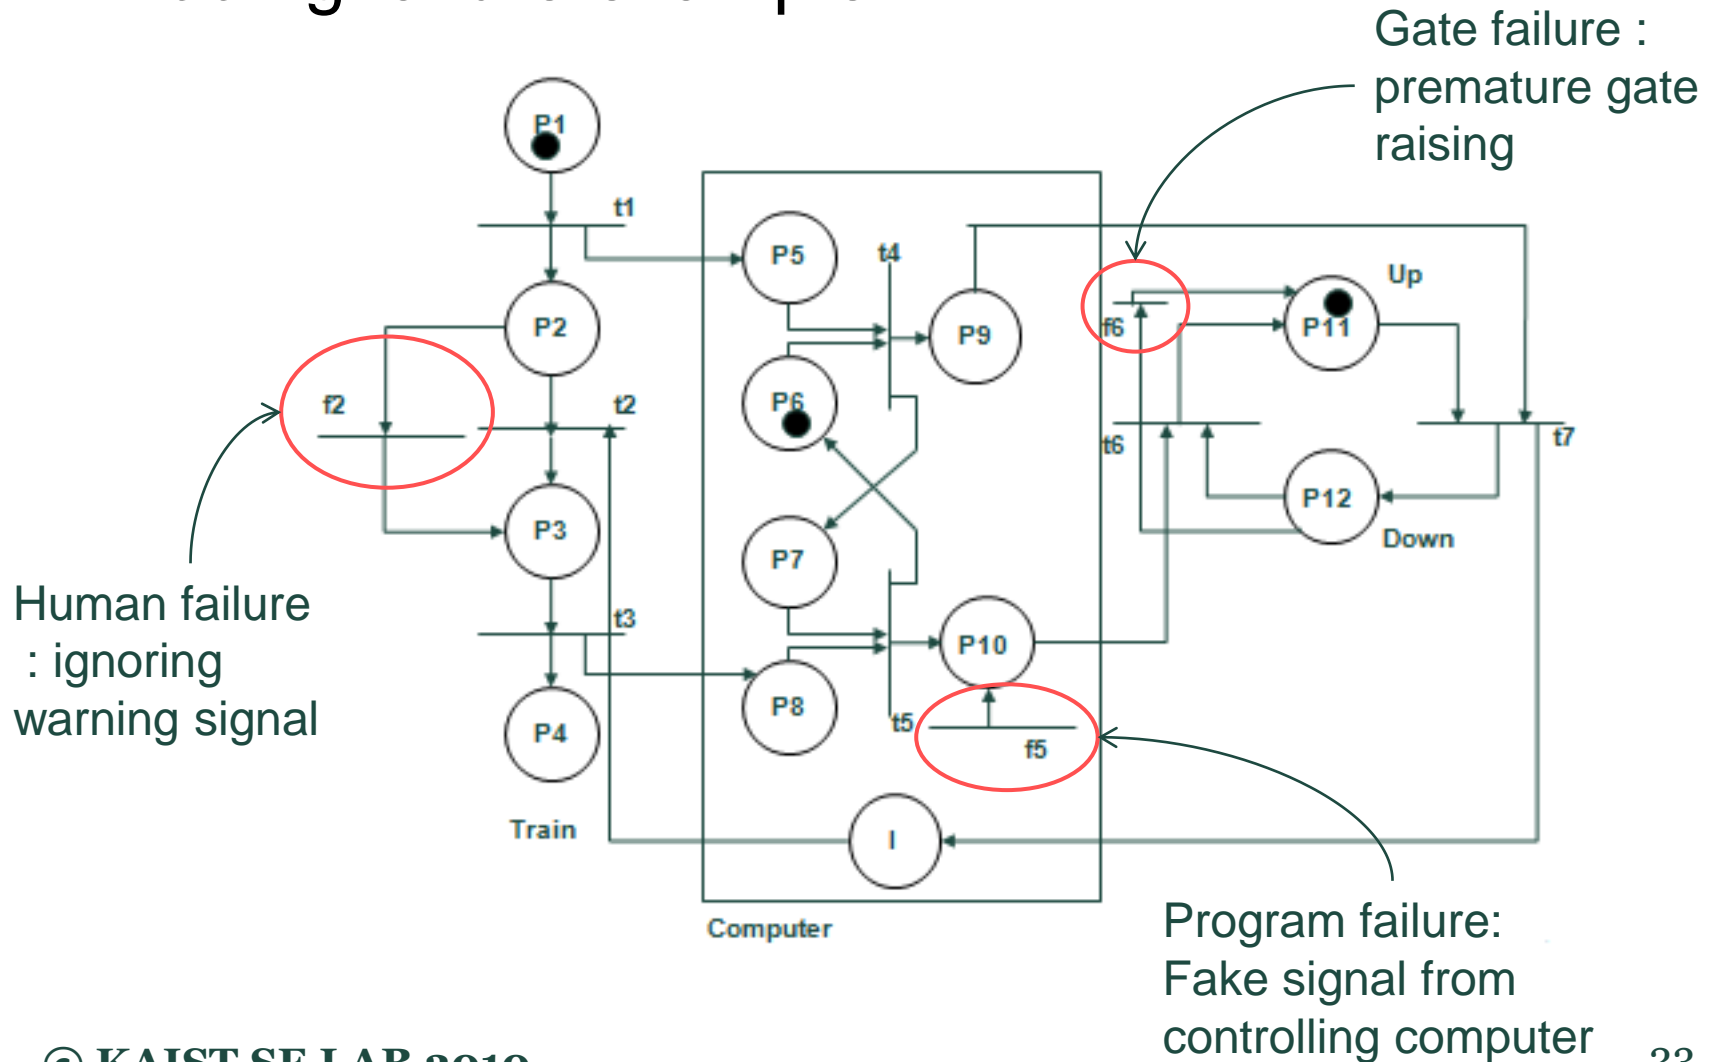 Gate failure :
premature gate
raising
P1
t1
P5
t4
Up
P2
P9
f6
P11
f2
t2
P6
t6
t7
P12
P3
P7
Down
Human failure
: ignoring
warning signal
t3
P10
P8
P4
t5
f5
Train
I
Computer
Program failure:
Fake signal from
controlling computer